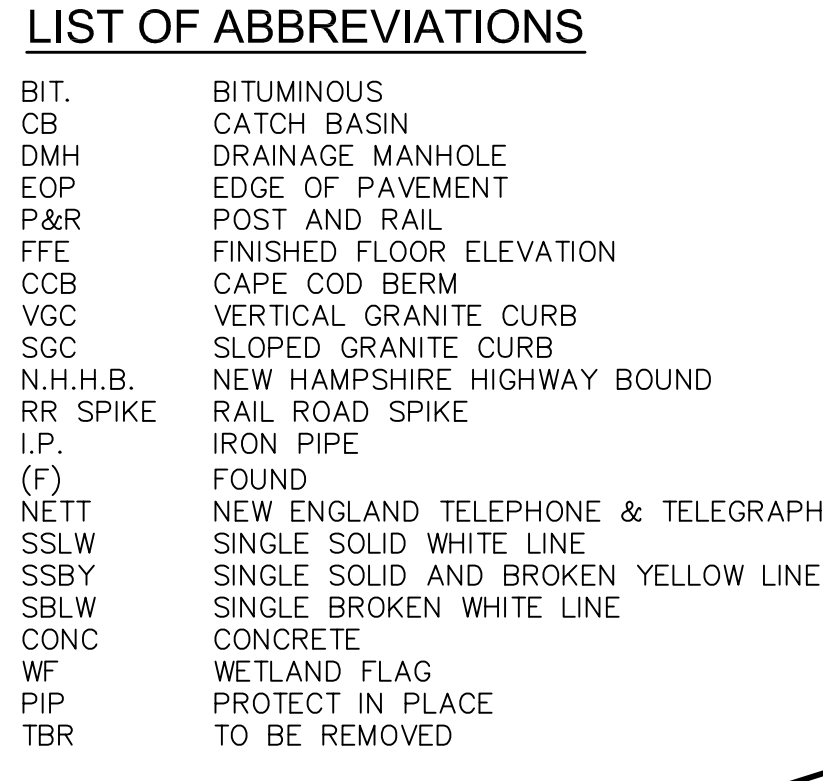 LIST OF ABBREVIATIONS
BIT. BITUMINOUS
CB CATCH BASIN
DMH DRAINAGE MANHOLE
EOP EDGE OF PAVEMENT
P&R POST AND RAIL
FFE FINISHED FLOOR ELEVATION
CCB CAPE COD BERM
VGC VERTICAL GRANITE CURB
SGC SLOPED GRANITE CURB
N.H.H.B. NEW HAMPSHIRE HIGHWAY BOUND
RR SPIKE RAIL ROAD SPIKE
I.P. IRON PIPE
(F) FOUND
NETT NEW ENGLAND TELEPHONE & TELEGRAPH
SSLW SINGLE SOLID WHITE LINE
SSBY SINGLE SOLID AND BROKEN YELLOW LINE
SBLW SINGLE BROKEN WHITE LINE
CONC CONCRETE
WF WETLAND FLAG
PIP PROTECT IN PLACE
TBR TO BE REMOVED